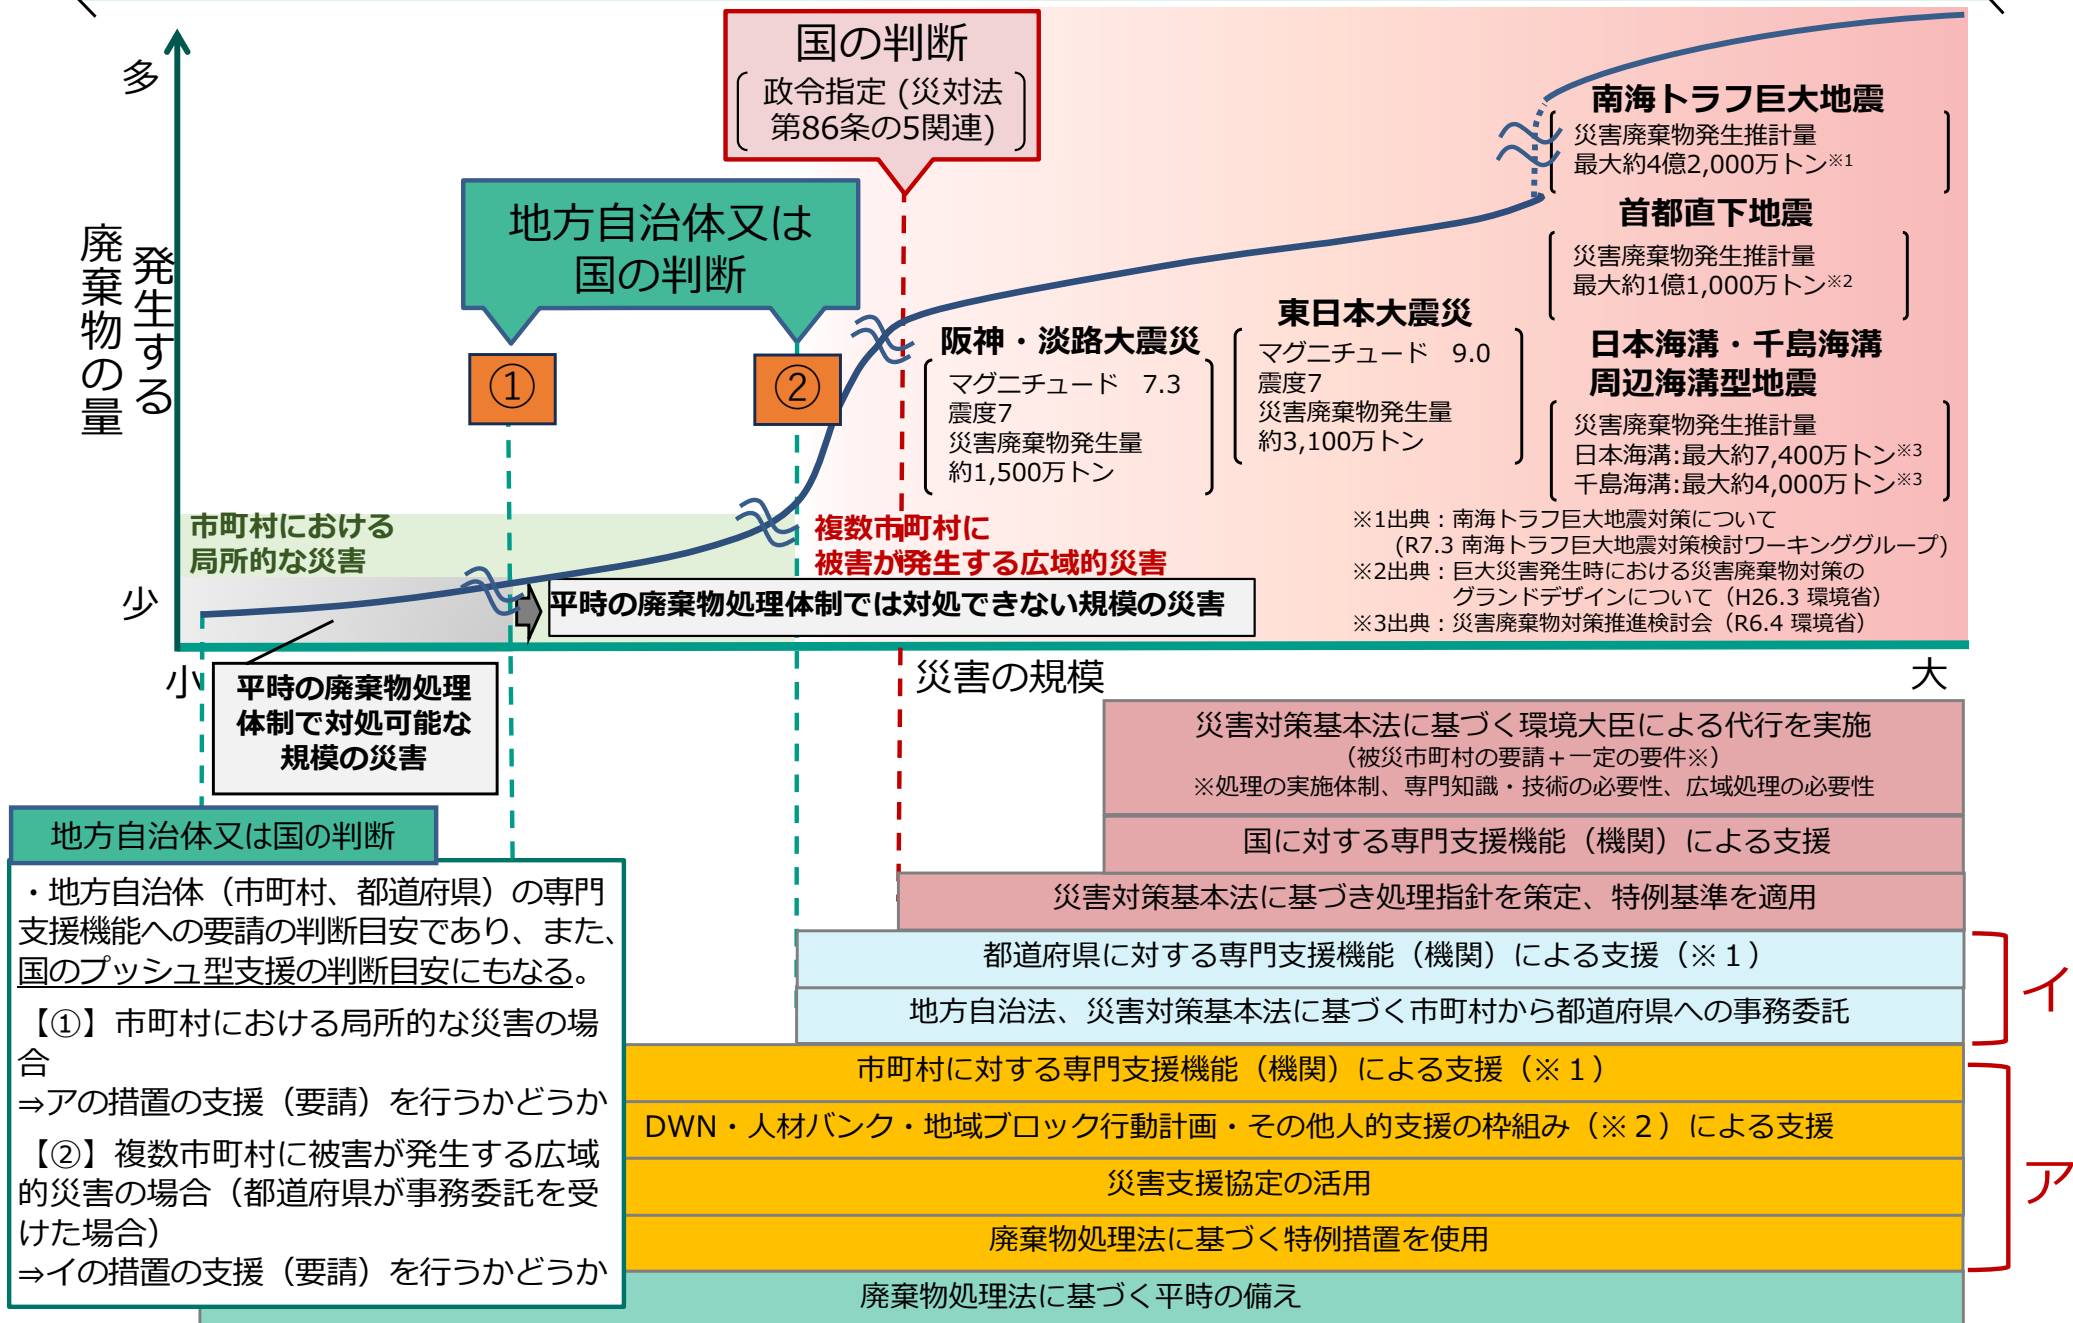 多
国の判断
政令指定 (災対法
第86条の5関連)
地方自治体又は
国の判断
発生する
廃棄物の量
①
②
南海トラフ巨大地震
災害廃棄物発生推計量
最大約4億2,000万トン※1
首都直下地震
災害廃棄物発生推計量
最大約1億1,000万トン※2
阪神・淡路大震災
マグニチュード 7.3
震度7
災害廃棄物発生量
約1,500万トン
東日本大震災
マグニチュード 9.0
震度7
災害廃棄物発生量
約3,100万トン
日本海溝・千島海溝
周辺海溝型地震
災害廃棄物発生推計量
日本海溝:最大約7,400万トン※3
千島海溝:最大約4,000万トン※3
市町村における
局所的な災害
複数市町村に
被害が発生する広域的災害
※1出典：南海トラフ巨大地震対策について
(R7.3 南海トラフ巨大地震対策検討ワーキンググループ)
※2出典：巨大災害発生時における災害廃棄物対策の
グランドデザインについて（H26.3 環境省）
※3出典：災害廃棄物対策推進検討会（R6.4 環境省）
少
平時の廃棄物処理体制では対処できない規模の災害
小
災害の規模
大
平時の廃棄物処理
体制で対処可能な
規模の災害
災害対策基本法に基づく環境大臣による代行を実施
（被災市町村の要請＋一定の要件※）
※処理の実施体制、専門知識・技術の必要性、広域処理の必要性
国に対する専門支援機能（機関）による支援
災害対策基本法に基づき処理指針を策定、特例基準を適用
都道府県に対する専門支援機能（機関）による支援（※１）
地方自治法、災害対策基本法に基づく市町村から都道府県への事務委託
イ
市町村に対する専門支援機能（機関）による支援（※１）
DWN・人材バンク・地域ブロック行動計画・その他人的支援の枠組み（※２）による支援
災害支援協定の活用
廃棄物処理法に基づく特例措置を使用
ア
廃棄物処理法に基づく平時の備え
地方自治体又は国の判断
・地方自治体（市町村、都道府県）の専門
支援機能への要請の判断目安であり、また、
国のプッシュ型支援の判断目安にもなる。
【①】市町村における局所的な災害の場
合
⇒アの措置の支援（要請）を行うかどうか
【②】複数市町村に被害が発生する広域
的災害の場合（都道府県が事務委託を受
けた場合）
⇒イの措置の支援（要請）を行うかどうか